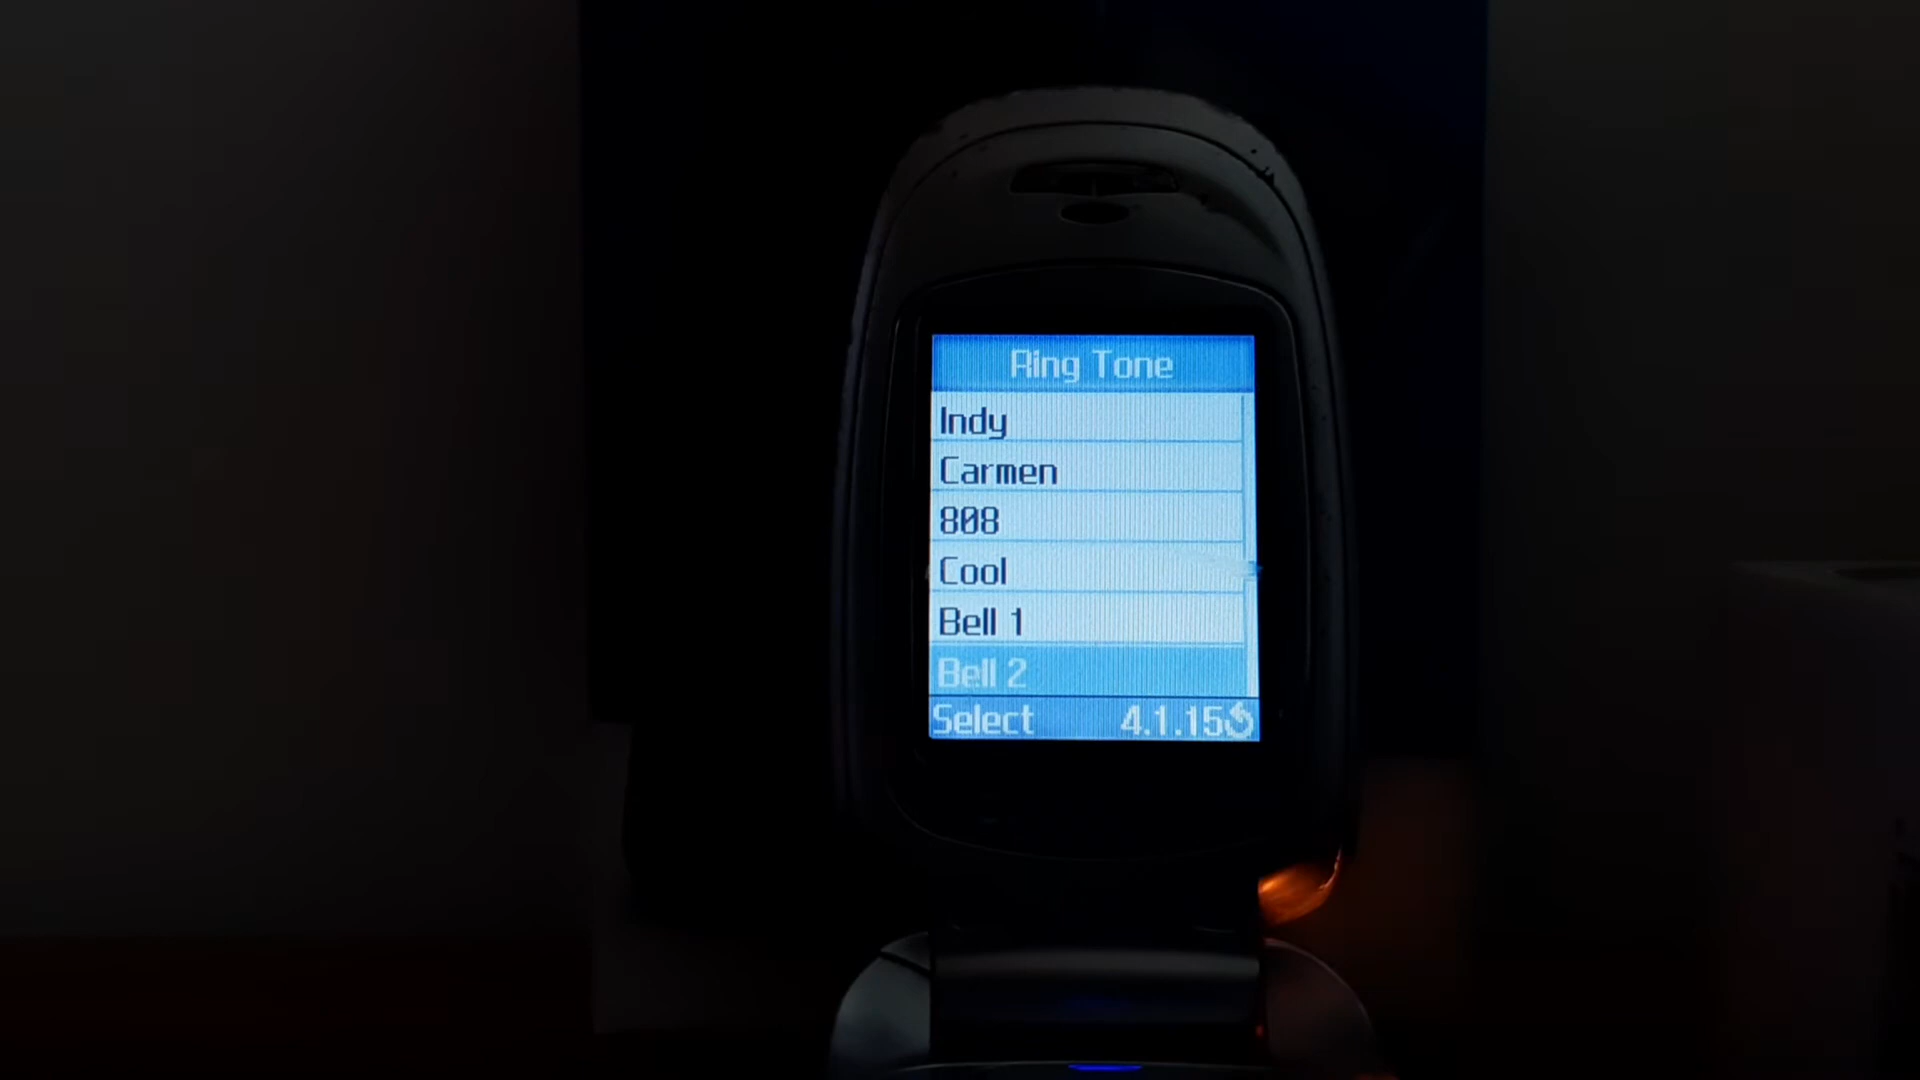 Ring Tone
Indy
Carmen
808
Cool
Bell 1
Bell 2
Select 4.1.15